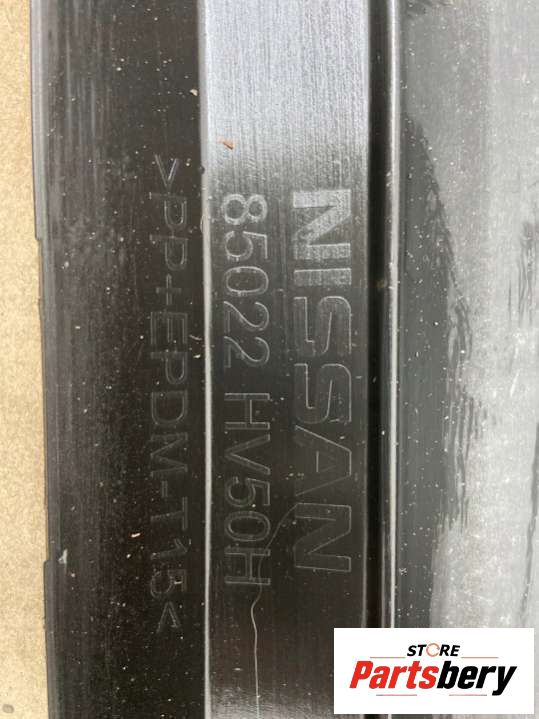 NISSAN
85022 HV50H
>PP+EPDM-T15<
STORE
Partsbery